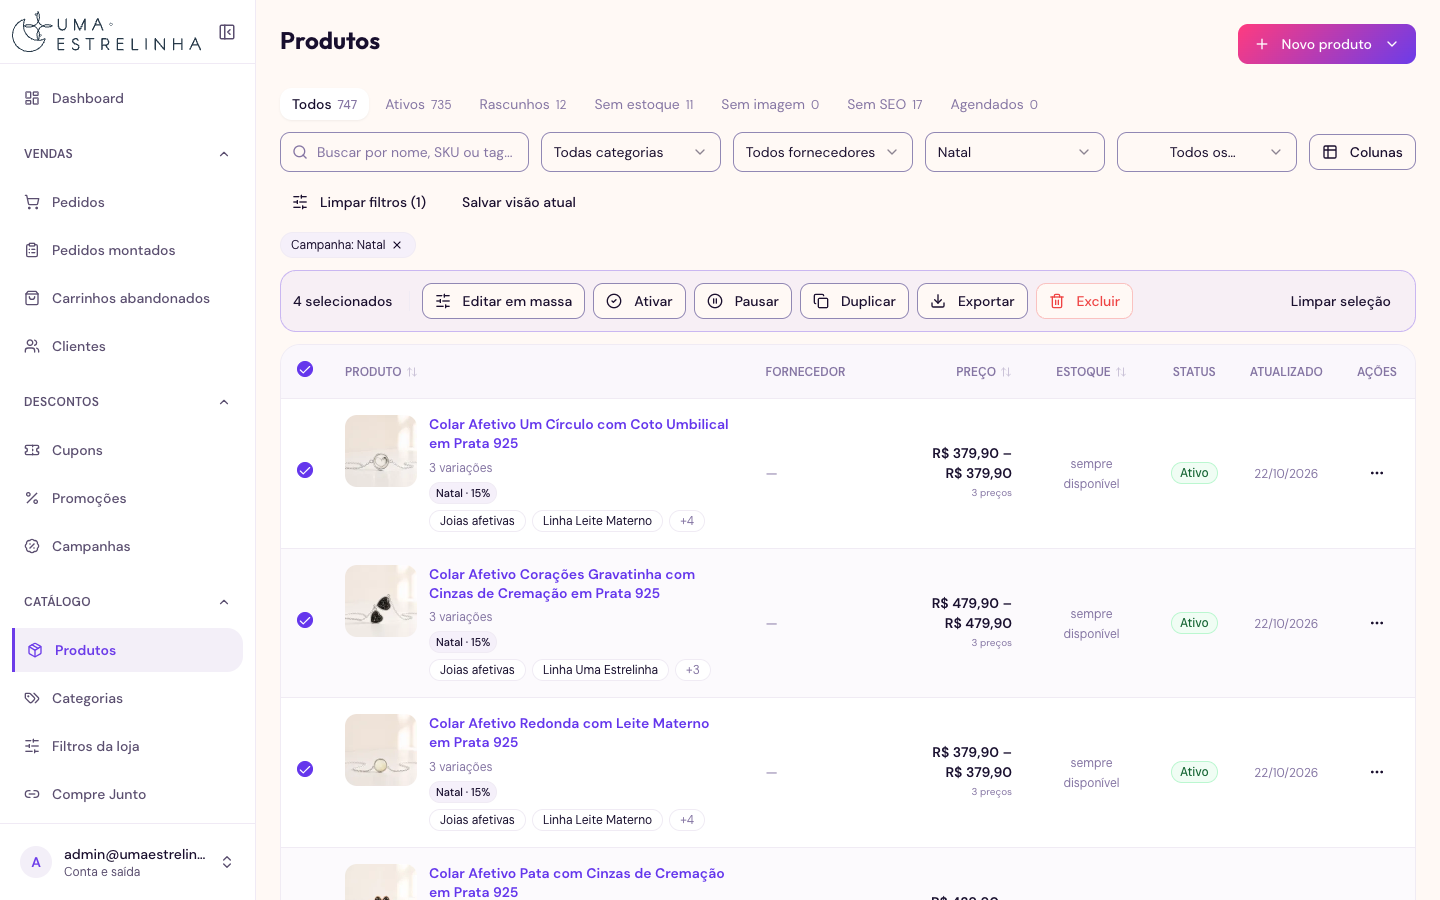 UMA
ESTRELINHA
Dashboard
VENDAS
Pedidos
Pedidos montados
Carrinhos abandonados
Clientes
DESCONTOS
Cupons
Promoções
Campanhas
CATÁLOGO
Produtos
Categorias
Filtros da loja
Compre Junto
A
admin@umaestrelin...
Conta e saída
Produtos
Novo produto
Todos 747 Ativos 735 Rascunhos 12 Sem estoque 11 Sem imagem 0 Sem SEO 17 Agendados 0
Buscar por nome, SKU ou tag... Todas categorias Todos fornecedores Natal Todos os... Colunas
Limpar filtros (1) Salvar visão atual
Campanha: Natal
4 selecionados Editar em massa Ativar Pausar Duplicar Exportar Excluir Limpar seleção
PRODUTO FORNECEDOR PREÇO ESTOQUE STATUS ATUALIZADO AÇÕES
Colar Afetivo Um Círculo com Coto Umbilical
em Prata 925
3 variações
Natal · 15%
Joias afetivas Linha Leite Materno +4
—
R$ 379,90 –
R$ 379,90
3 preços
sempre
disponível
Ativo
22/10/2026
Colar Afetivo Corações Gravatinha com
Cinzas de Cremação em Prata 925
3 variações
Natal · 15%
Joias afetivas Linha Uma Estrelinha +3
—
R$ 479,90 –
R$ 479,90
3 preços
sempre
disponível
Ativo
22/10/2026
Colar Afetivo Redonda com Leite Materno
em Prata 925
3 variações
Natal · 15%
Joias afetivas Linha Leite Materno +4
—
R$ 379,90 –
R$ 379,90
3 preços
sempre
disponível
Ativo
22/10/2026
Colar Afetivo Pata com Cinzas de Cremação
em Prata 925